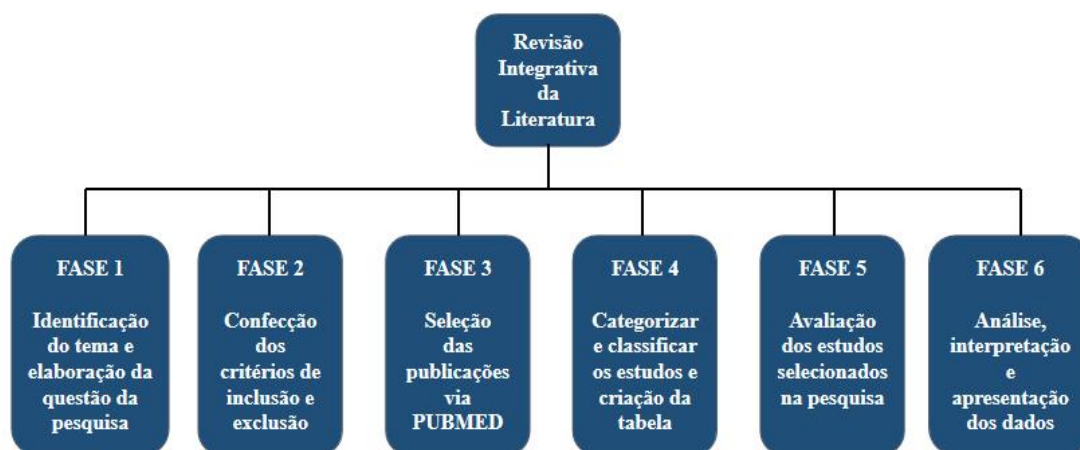 Revisão
Integrativa
da
Literatura
FASE 1
Identificação
do tema e
elaboração da
questão da
pesquisa
FASE 2
Confecção
dos
critérios de
inclusão e
exclusão
FASE 3
Seleção
das
publicações
via
PUBMED
FASE 4
Categorizar
e classificar
os estudos e
criação da
tabela
FASE 5
Avaliação
dos estudos
selecionados
na pesquisa
FASE 6
Análise,
interpretação
e
apresentação
dos dados